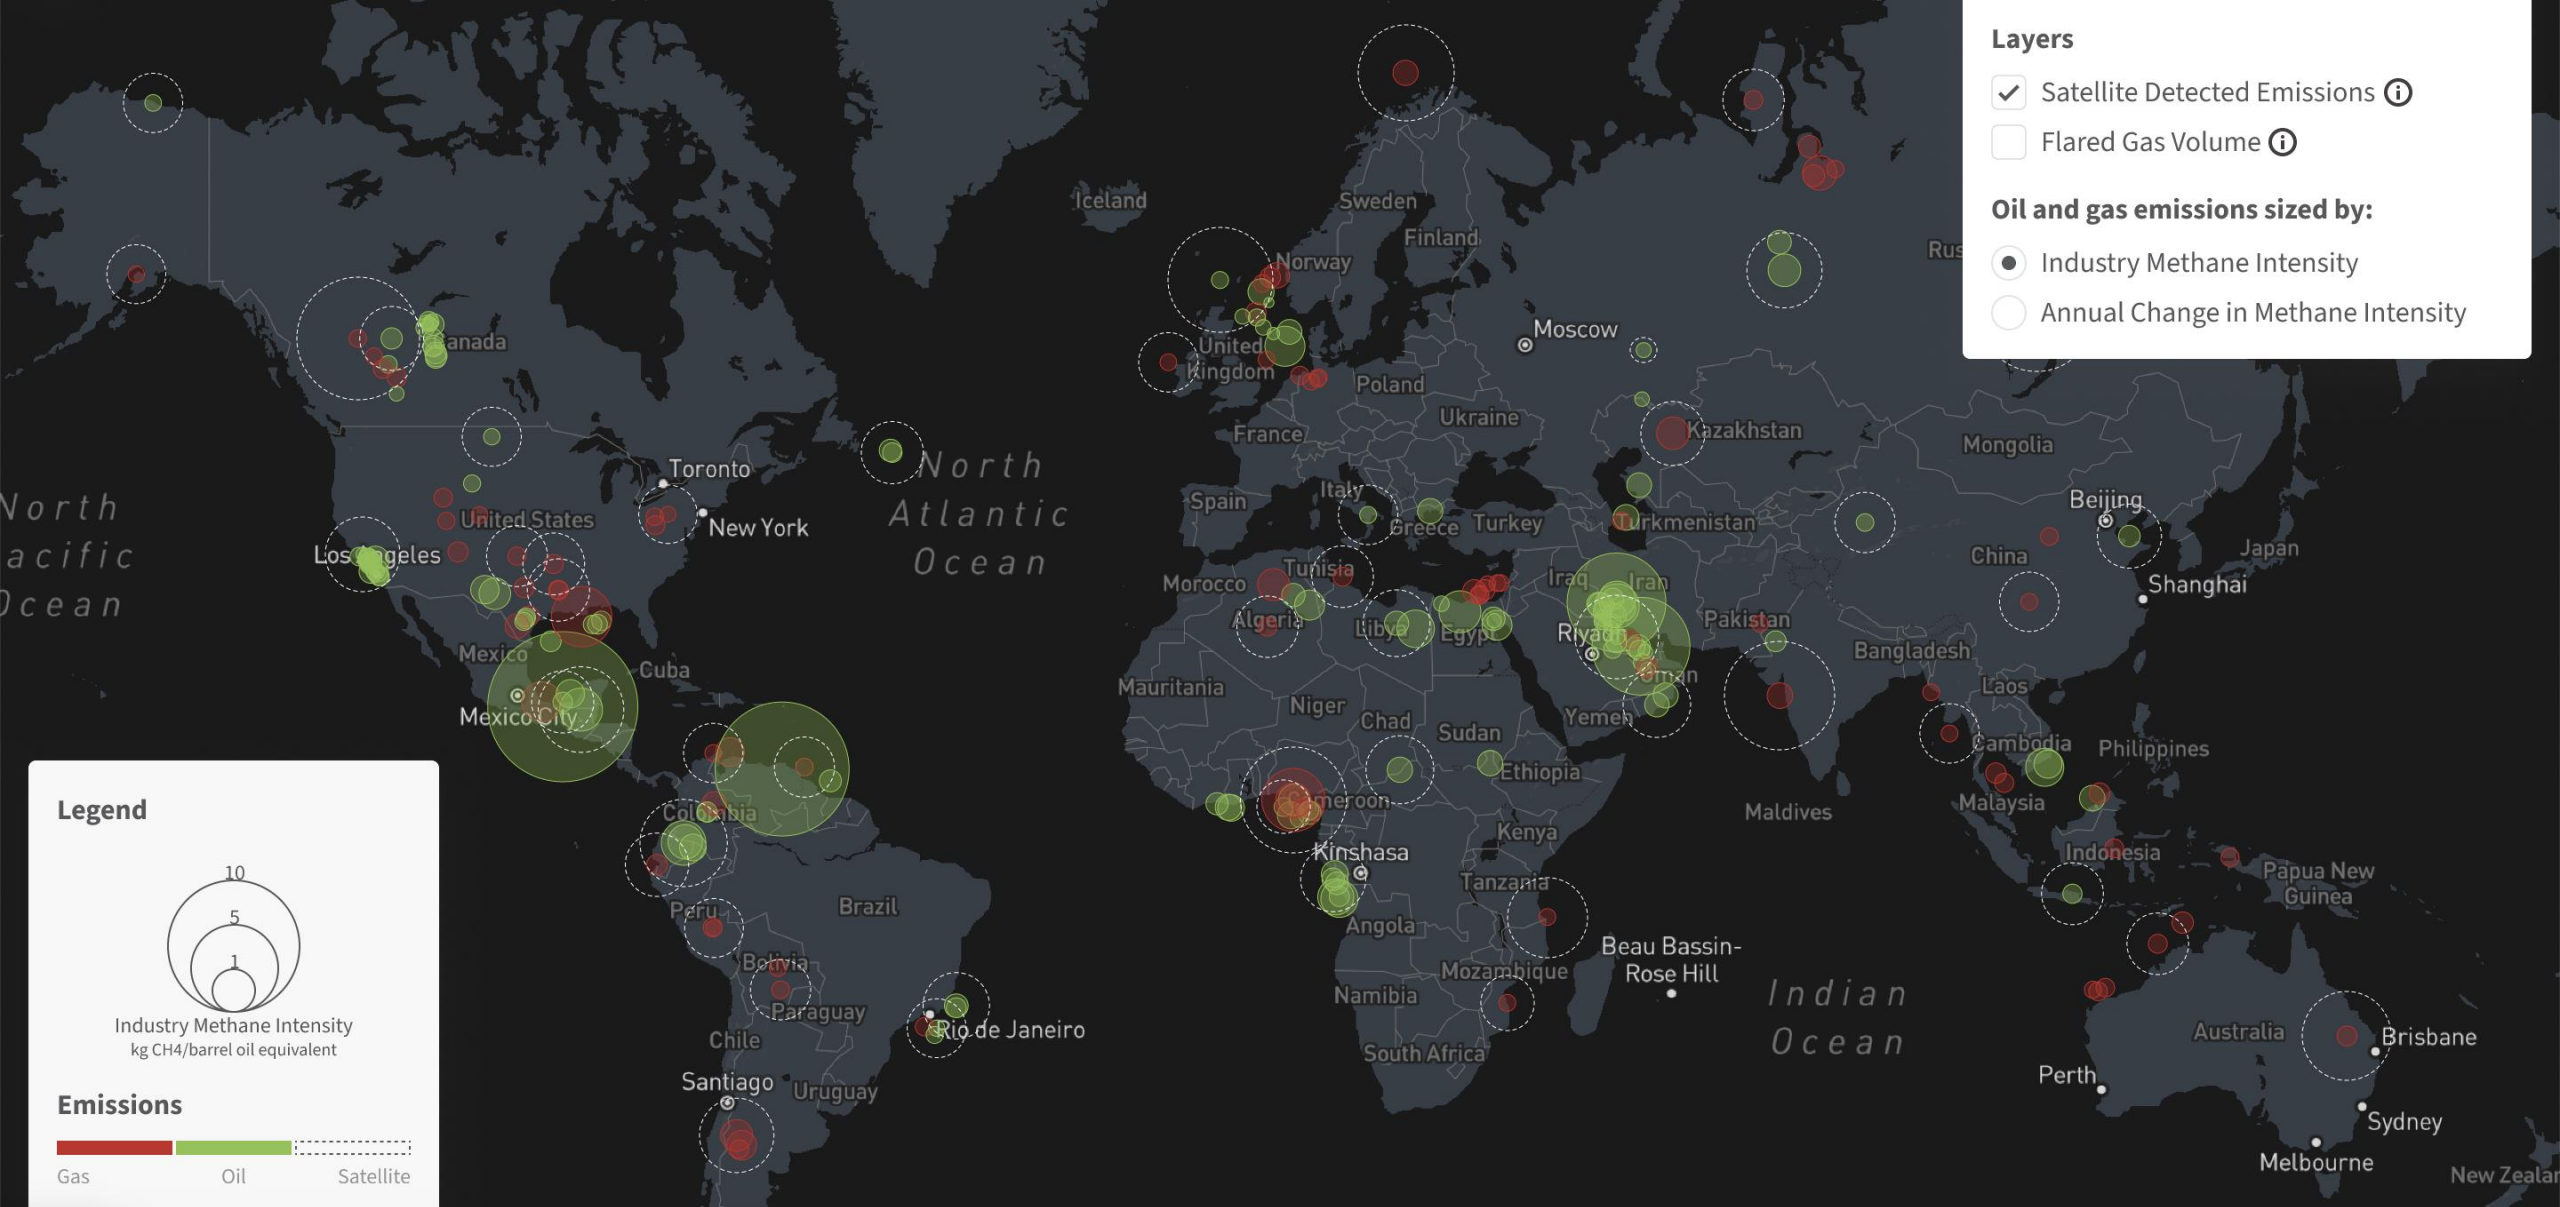 Layers
Satellite Detected Emissions
Flared Gas Volume
Oil and gas emissions sized by:
Industry Methane Intensity
Annual Change in Methane Intensity
Iceland
Sweden
Finland
Norway
Rus
Moscow
United
Kingdom
anada
Poland
Ukraine
France
Kazakhstan
Mongolia
Toronto
North
Atlantic
Ocean
North
acific
Ocean
United States
New York
Los Angeles
Spain
Italy
Greece
Turkey
Turkmenistan
Beijing
China
Japan
Shanghai
Morocco
Tunisia
Algeria
Libya
Egypt
Iraq
Iran
Riyadh
Pakistan
Oman
Bangladesh
Laos
Mexico
Cuba
Mexico City
Mauritania
Niger
Chad
Sudan
Yemen
Ethiopia
Cambodia
Philippines
Cameroon
Maldives
Malaysia
Colombia
Kenya
Kinshasa
Tanzania
Indonesia
Papua New
Guinea
Peru
Brazil
Angola
Beau Bassin-
Rose Hill
Mozambique
Namibia
Indian
Ocean
Bolivia
Paraguay
Rio de Janeiro
Chile
South Africa
Australia
Brisbane
Perth
Santiago
Uruguay
Sydney
Melbourne
New Zealan
Legend
10
5
1
Industry Methane Intensity
kg CH4/barrel oil equivalent
Emissions
Gas
Oil
Satellite